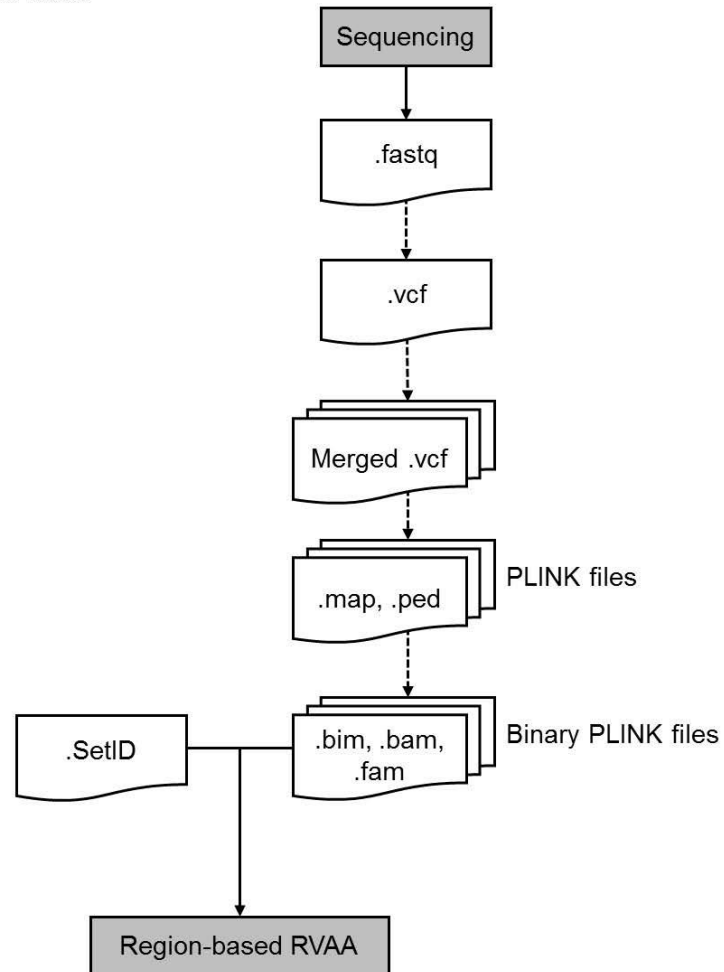 Sequencing
.fastq
.vcf
Merged .vcf
.map, .ped
PLINK files
.SetID
.bim, .bam,
.fam
Binary PLINK files
Region-based RVAA